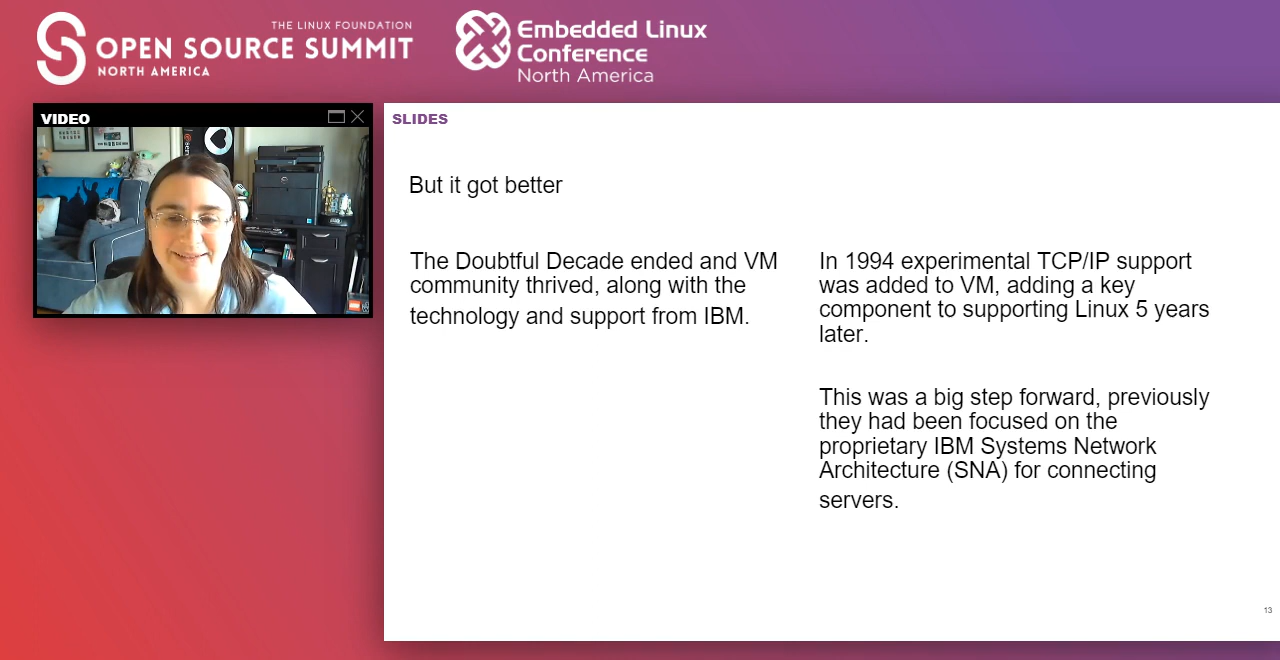 THE LINUX FOUNDATION
OPEN SOURCE SUMMIT
NORTH AMERICA
Embedded Linux
Conference
North America
VIDEO
SLIDES
But it got better
The Doubtful Decade ended and VM
community thrived, along with the
technology and support from IBM.
In 1994 experimental TCP/IP support
was added to VM, adding a key
component to supporting Linux 5 years
later.
This was a big step forward, previously
they had been focused on the
proprietary IBM Systems Network
Architecture (SNA) for connecting
servers.
13